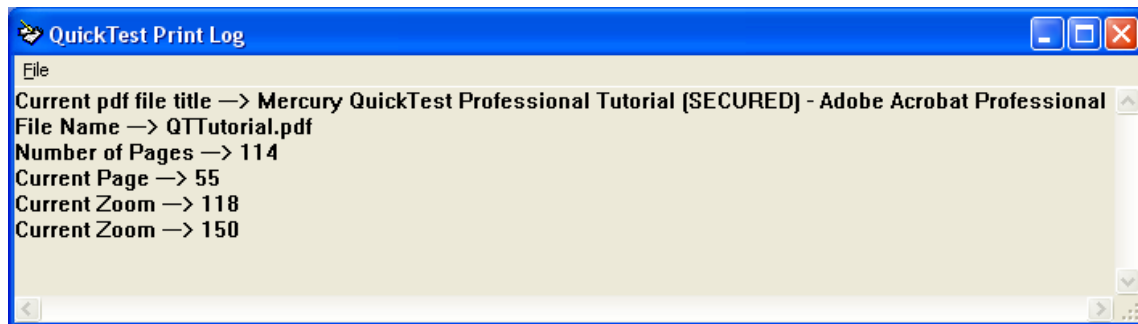 QuickTest Print Log
File
Current pdf file title —> Mercury QuickTest Professional Tutorial (SECURED) - Adobe Acrobat Professional
File Name —> QTTutorial.pdf
Number of Pages —> 114
Current Page —> 55
Current Zoom —> 118
Current Zoom —> 150